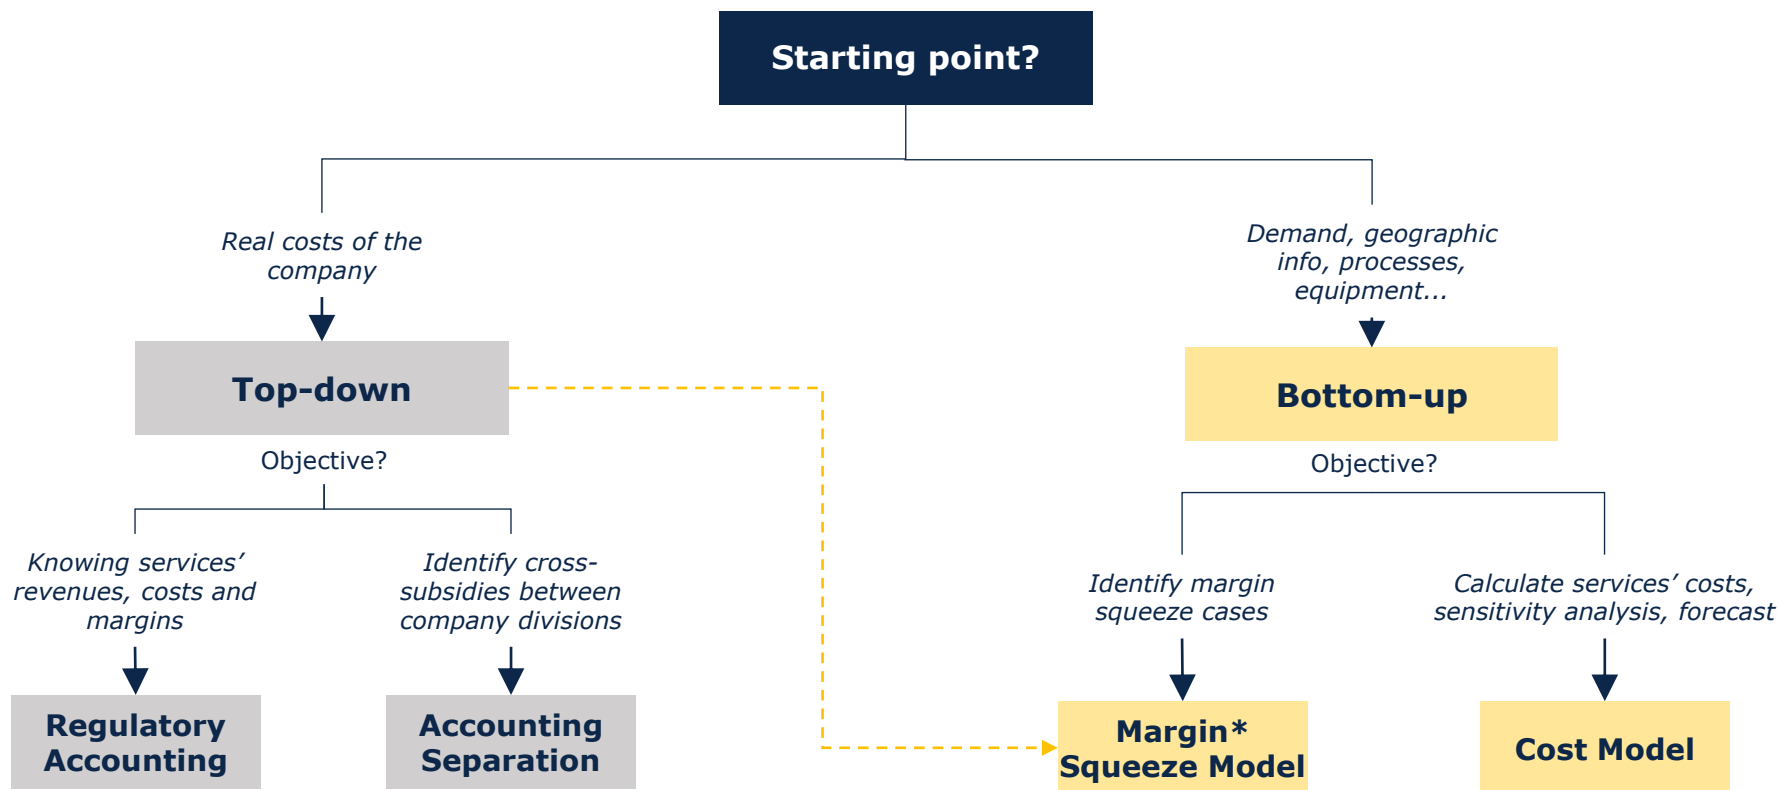 Starting point?
Real costs of the
company
Demand, geographic
info, processes,
equipment...
Top-down
Bottom-up
Objective?
Objective?
Knowing services’
revenues, costs and
margins
Identify cross-
subsidies between
company divisions
Identify margin
squeeze cases
Calculate services’ costs,
sensitivity analysis, forecast
Regulatory
Accounting
Accounting
Separation
Margin*
Squeeze Model
Cost Model